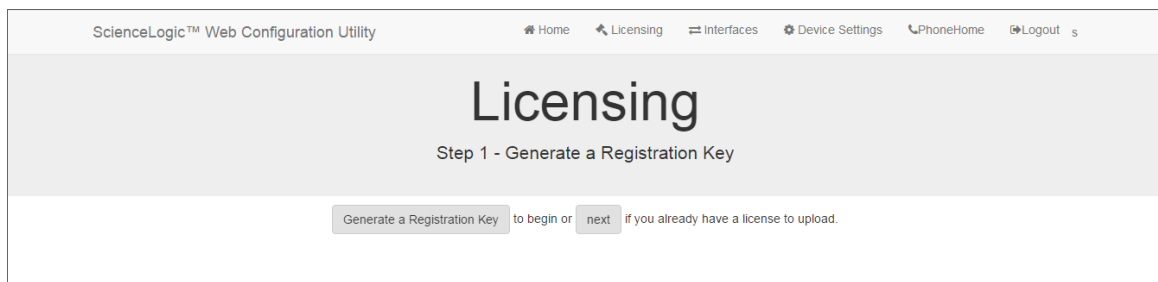 ScienceLogic™ Web Configuration Utility Home Licensing Interfaces Device Settings PhoneHome Logout s
Licensing
Step 1 - Generate a Registration Key
Generate a Registration Key to begin or next if you already have a license to upload.